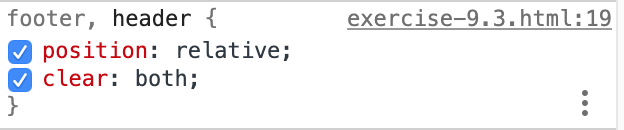 footer, header {    exercise-9.3.html:19
position: relative;
clear: both;
}